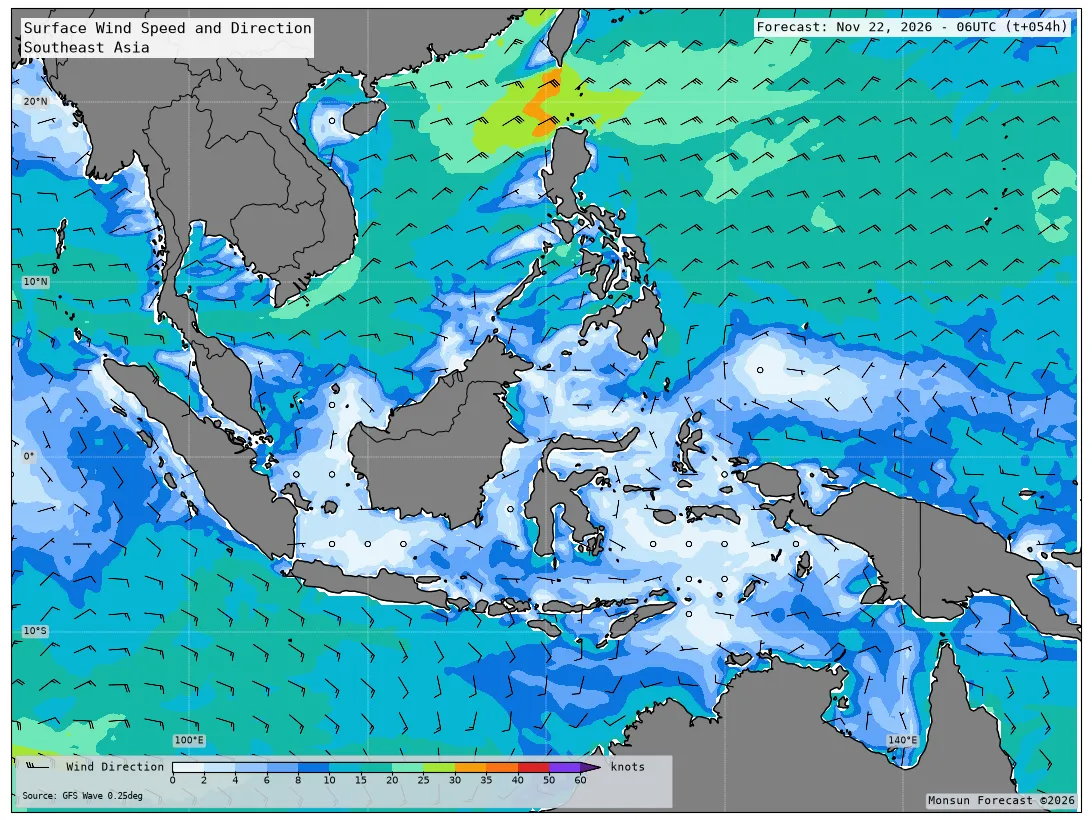 Surface Wind Speed and Direction
Southeast Asia
Forecast: Nov 22, 2026 - 06UTC (t+054h)
20°N
10°N
0°
10°S
100°E
140°E
Wind Direction
knots
0 2 4 6 8 10 15 20 25 30 35 40 50 60
Source: GFS Wave 0.25deg
Monsun Forecast ©2026